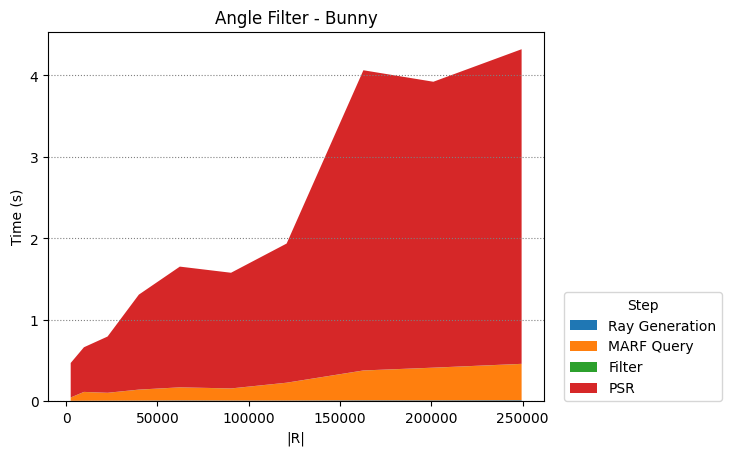 Angle Filter - Bunny
Time (s)
4
3
2
1
0
0
50000
100000
150000
200000
250000
|R|
Step
Ray Generation
MARF Query
Filter
PSR